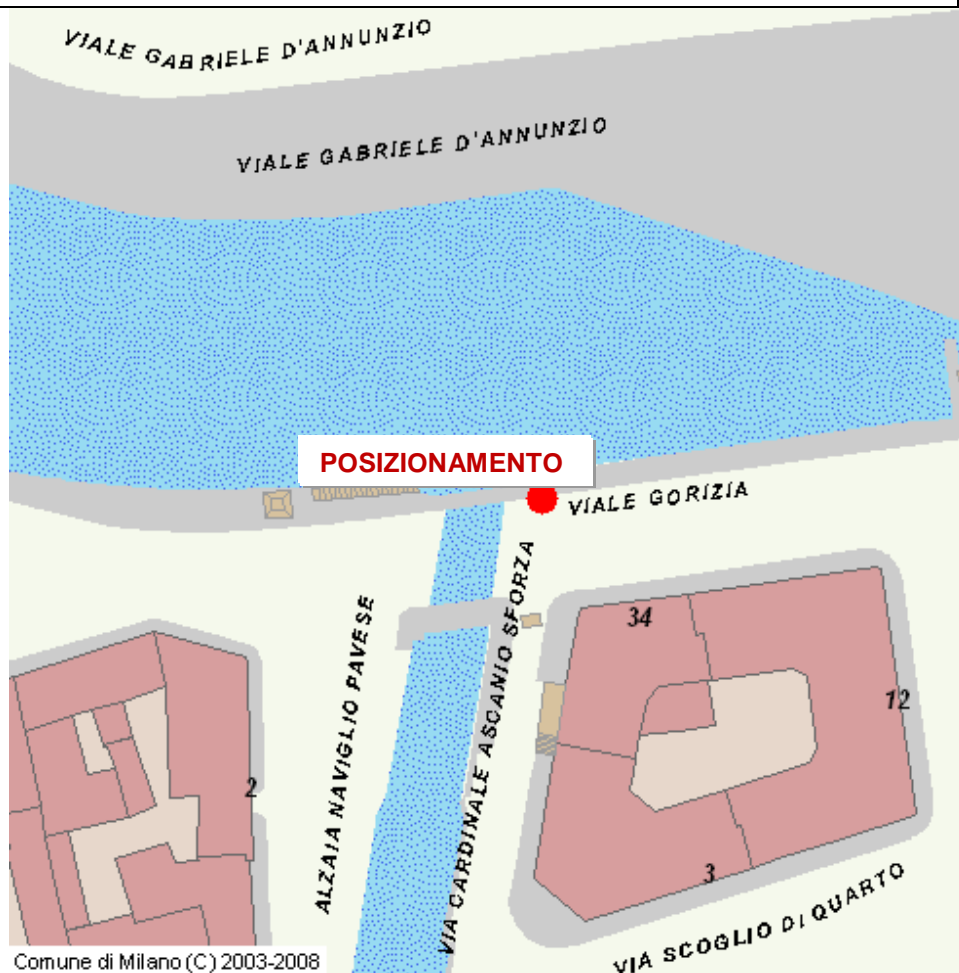 VIALE GABRIELE D'ANNUNZIO
VIALE GABRIELE D'ANNUNZIO
POSIZIONAMENTO
VIALE GORIZIA
34
ALZAIA NAVIGLIO PAVESE
VIA CARDINALE ASCANIO SFORZA
12
2
3
VIA SCOGLIO DI QUARTO
Comune di Milano (C) 2003-2008